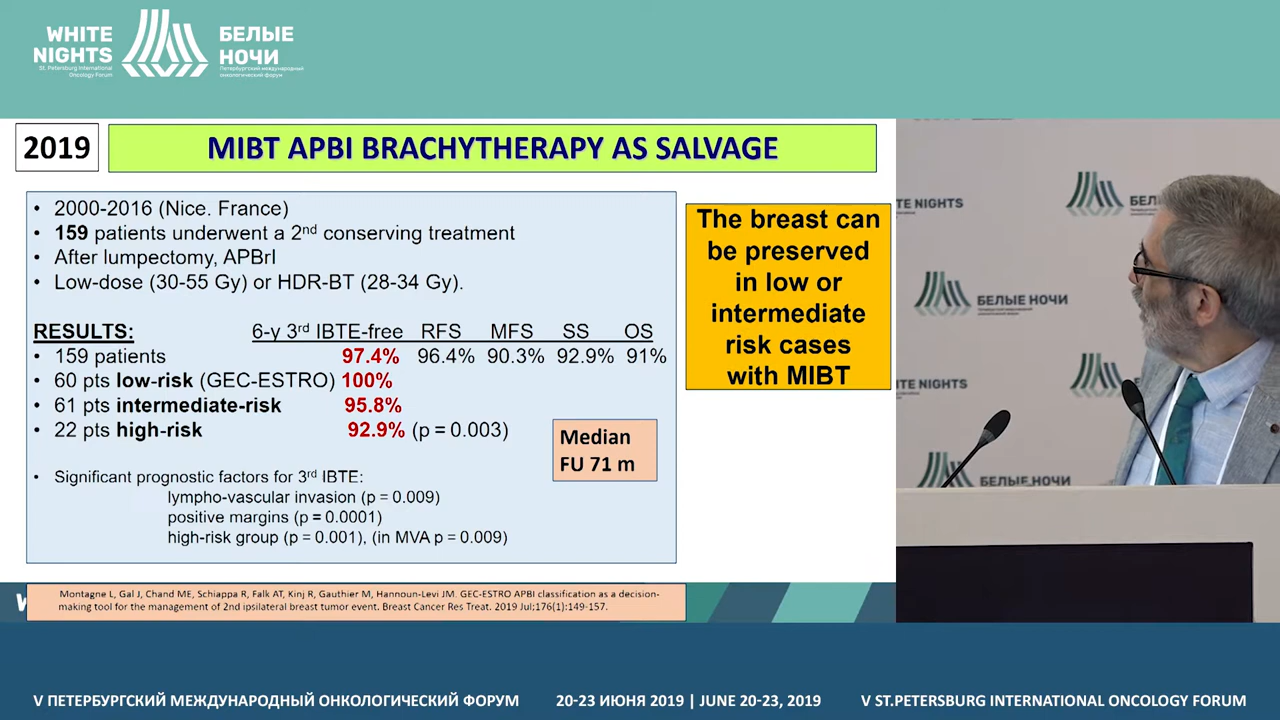 WHITE
NIGHTS
St. Petersburg International
Oncology Forum
БЕЛЫЕ
НОЧИ
Петербургский международный
онкологический форум
2019
MIBT APBI BRACHYTHERAPY AS SALVAGE
• 2000-2016 (Nice. France)
• 159 patients underwent a 2nd conserving treatment
• After lumpectomy, APBrI
• Low-dose (30-55 Gy) or HDR-BT (28-34 Gy).
RESULTS: 6-y 3rd IBTE-free RFS MFS SS OS
• 159 patients 97.4% 96.4% 90.3% 92.9% 91%
• 60 pts low-risk (GEC-ESTRO) 100%
• 61 pts intermediate-risk 95.8%
• 22 pts high-risk 92.9% (p = 0.003)
Median
FU 71 m
• Significant prognostic factors for 3rd IBTE:
lympho-vascular invasion (p = 0.009)
positive margins (p = 0.0001)
high-risk group (p = 0.001), (in MVA p = 0.009)
The breast can
be preserved
in low or
intermediate
risk cases
with MIBT
Montagne L, Gal J, Chand ME, Schiappa R, Falk AT, Kinj R, Gauthier M, Hannoun-Levi JM. GEC-ESTRO APBI classification as a decision-
making tool for the management of 2nd ipsilateral breast tumor event. Breast Cancer Res Treat. 2019 Jul;176(1):149-157.
TE NIGHTS
БЕЛЫЕ НОЧИ
TE NIGHTS
БЕЛЫЕ НОЧИ
V ПЕТЕРБУРГСКИЙ МЕЖДУНАРОДНЫЙ ОНКОЛОГИЧЕСКИЙ ФОРУМ
20-23 ИЮНЯ 2019 | JUNE 20-23, 2019
V ST.PETERSBURG INTERNATIONAL ONCOLOGY FORUM